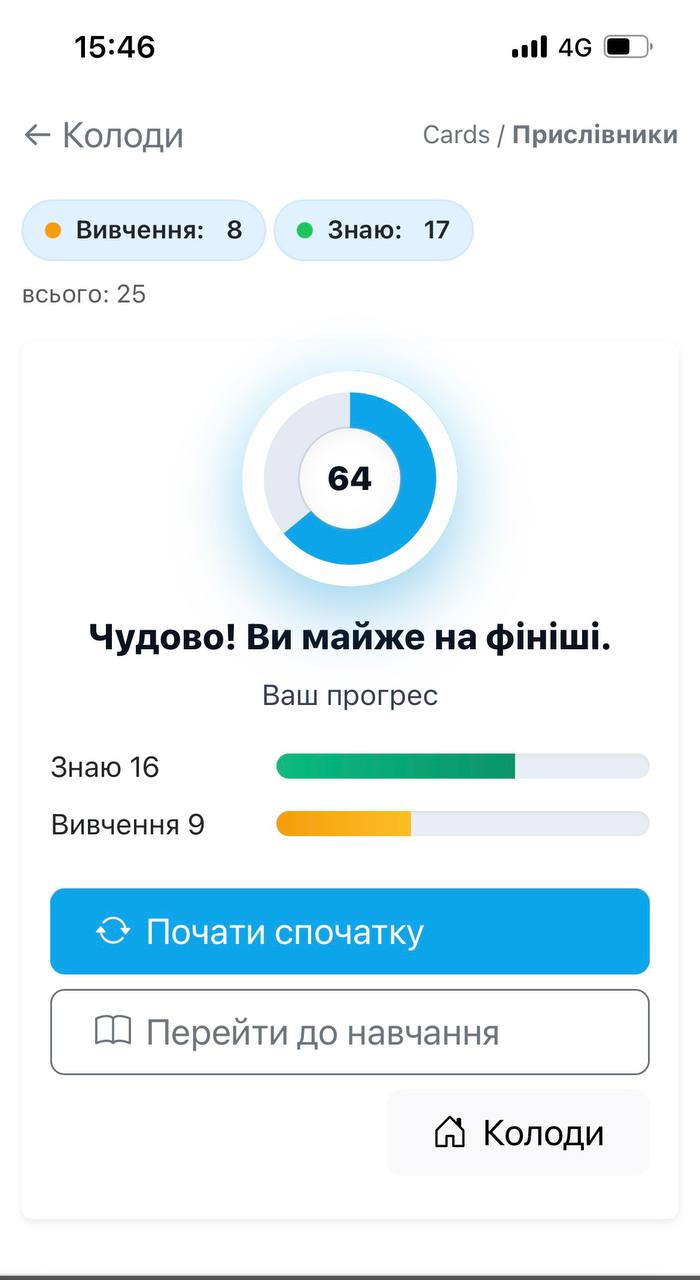 15:46 4G
← Колоди Cards / Прислівники
Вивчення: 8 Знаю: 17
всього: 25
64
Чудово! Ви майже на фініші.
Ваш прогрес
Знаю 16
Вивчення 9
Почати спочатку
Перейти до навчання
Колоди